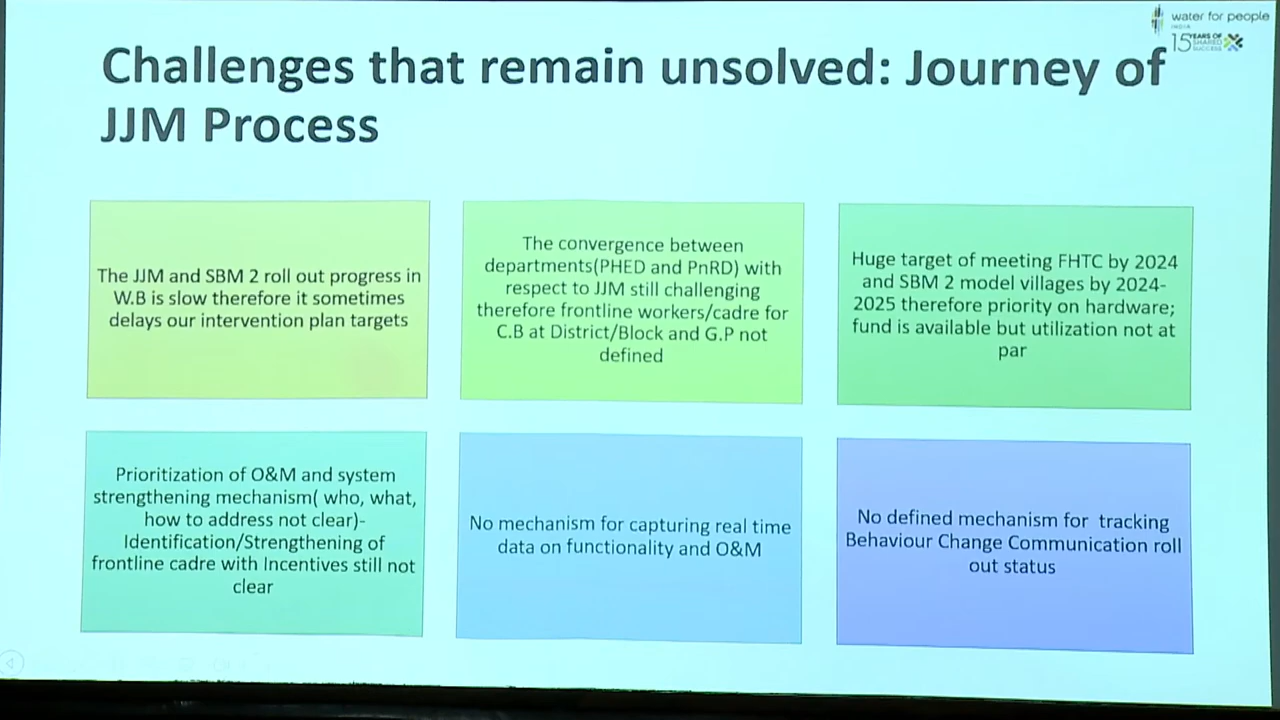 water for people
INDIA
15 YEARS OF
SHARED
SUCCESS
Challenges that remain unsolved: Journey of
JJM Process
The JJM and SBM 2 roll out progress in
W.B is slow therefore it sometimes
delays our intervention plan targets
The convergence between
departments(PHED and PnRD) with
respect to JJM still challenging
therefore frontline workers/cadre for
C.B at District/Block and G.P not
defined
Huge target of meeting FHTC by 2024
and SBM 2 model villages by 2024-
2025 therefore priority on hardware;
fund is available but utilization not at
par
Prioritization of O&M and system
strengthening mechanism( who, what,
how to address not clear)-
Identification/Strengthening of
frontline cadre with Incentives still not
clear
No mechanism for capturing real time
data on functionality and O&M
No defined mechanism for  tracking
Behaviour Change Communication roll
out status